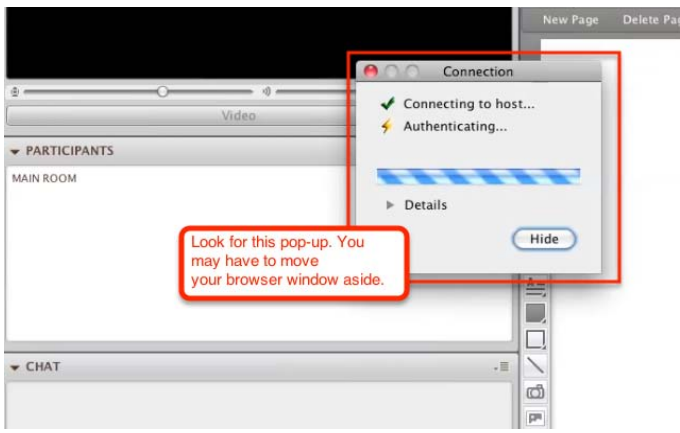 New Page Delete Pa
Connection
Connecting to host...
Authenticating...
Video
PARTICIPANTS
MAIN ROOM
Details
Hide
Look for this pop-up. You
may have to move
your browser window aside.
CHAT